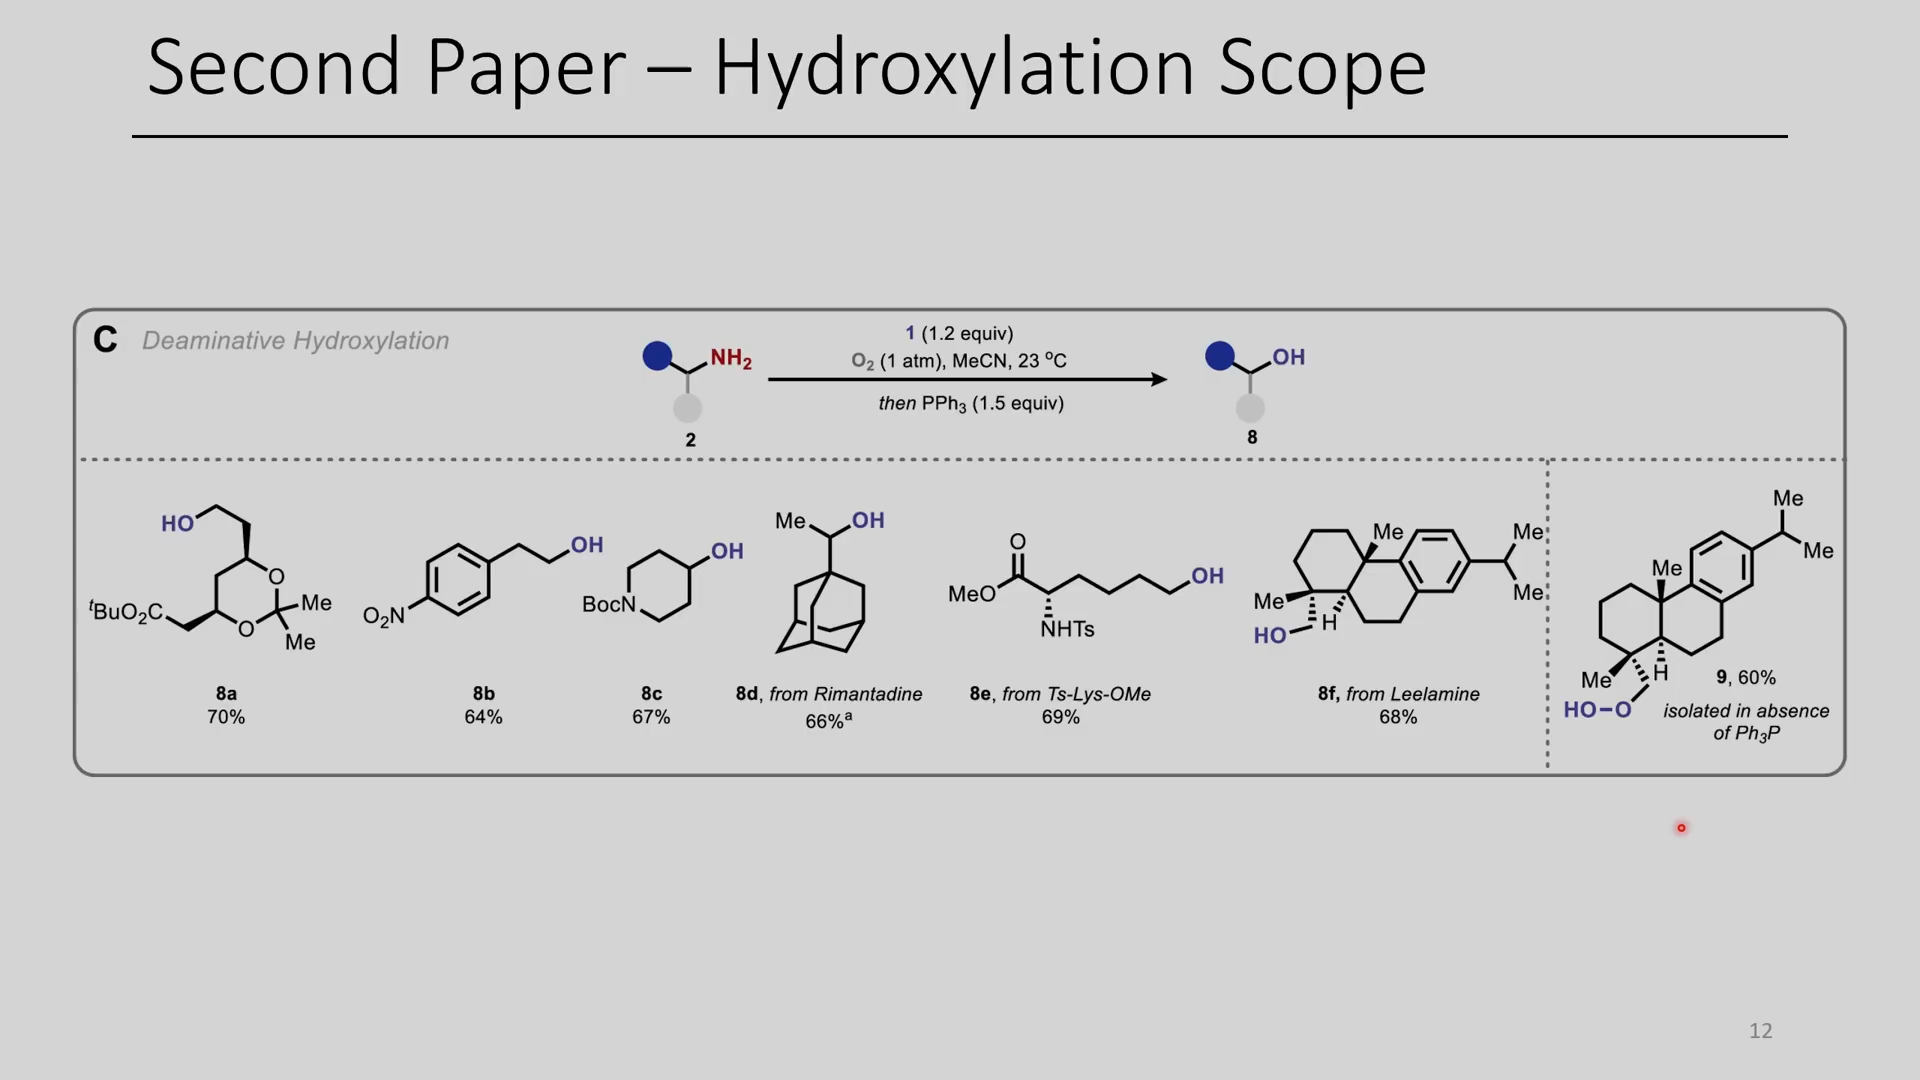 Second Paper – Hydroxylation Scope
C Deaminative Hydroxylation
NH₂
2
1 (1.2 equiv)
O₂ (1 atm), MeCN, 23 ºC
then PPh₃ (1.5 equiv)
OH
8
HO
O
ᵗBuO₂C
O
Me
Me
8a
70%
OH
O₂N
8b
64%
OH
BocN
8c
67%
Me
OH
8d, from Rimantadine
66%ᵃ
O
MeO
OH
NHTs
8e, from Ts-Lys-OMe
69%
Me
Me
Me
Me
H
HO
8f, from Leelamine
68%
Me
Me
Me
Me
H
HO–O
9, 60%
isolated in absence
of Ph₃P
12